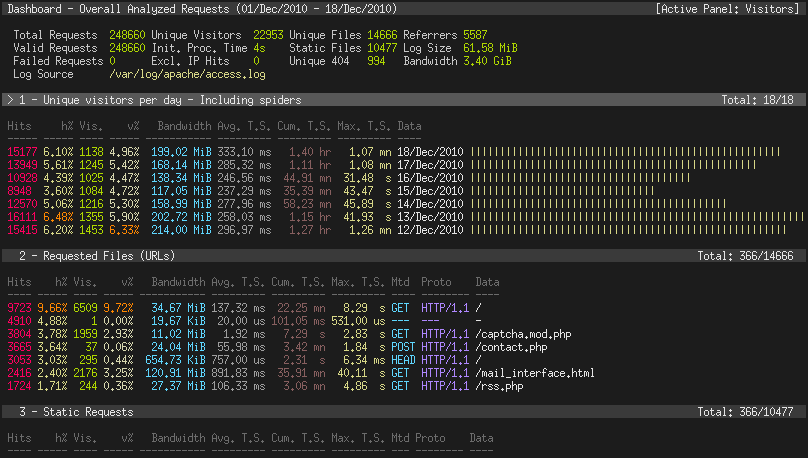 Dashboard - Overall Analyzed Requests (01/Dec/2010 - 18/Dec/2010) [Active Panel: Visitors]
Total Requests 248660 Unique Visitors 22953 Unique Files 14666 Referrers 5587
Valid Requests 248660 Init. Proc. Time 4s Static Files 10477 Log Size 61.58 MiB
Failed Requests 0 Excl. IP Hits 0 Unique 404 994 Bandwidth 3.40 GiB
Log Source /var/log/apache/access.log
> 1 - Unique visitors per day - Including spiders Total: 18/18
Hits h% Vis. v% Bandwidth Avg. T.S. Cum. T.S. Max. T.S. Data
---- ---- ---- ---- --------- --------- --------- --------- ----
15177 6.10% 1138 4.96% 199.02 MiB 333.10 ms 1.40 hr 1.07 mn 18/Dec/2010 ||||||||||||||||||||||||||||||||||||||||||||||||||||
13949 5.61% 1245 5.42% 168.14 MiB 285.32 ms 1.11 hr 1.08 mn 17/Dec/2010 ||||||||||||||||||||||||||||||||||||||||||||||||
10928 4.39% 1025 4.47% 138.34 MiB 246.56 ms 44.91 mn 31.48 s 16/Dec/2010 |||||||||||||||||||||||||||||||||||||
8948 3.60% 1084 4.72% 117.05 MiB 237.29 ms 35.39 mn 43.47 s 15/Dec/2010 |||||||||||||||||||||||||||||||
12570 5.06% 1216 5.30% 158.99 MiB 277.96 ms 58.23 mn 45.89 s 14/Dec/2010 |||||||||||||||||||||||||||||||||||||||||||
16111 6.48% 1355 5.90% 202.72 MiB 258.03 ms 1.15 hr 41.93 s 13/Dec/2010 ||||||||||||||||||||||||||||||||||||||||||||||||||||||||
15415 6.20% 1453 6.33% 214.00 MiB 296.97 ms 1.27 hr 1.26 mn 12/Dec/2010 |||||||||||||||||||||||||||||||||||||||||||||||||||||
2 - Requested Files (URLs) Total: 366/14666
Hits h% Vis. v% Bandwidth Avg. T.S. Cum. T.S. Max. T.S. Mtd Proto Data
---- ---- ---- ---- --------- --------- --------- --------- --- -------- ----
9723 9.66% 6509 9.72% 34.67 MiB 137.32 ms 22.25 mn 8.29 s GET HTTP/1.1 /
4910 4.88% 1 0.00% 19.67 KiB 20.00 us 101.05 ms 531.00 us --- --- -
3804 3.78% 1959 2.93% 11.02 MiB 1.92 ms 7.29 s 2.83 s GET HTTP/1.1 /captcha.mod.php
3665 3.64% 37 0.06% 24.04 MiB 55.98 ms 3.42 mn 1.84 s POST HTTP/1.1 /contact.php
3053 3.03% 295 0.44% 654.73 KiB 757.00 us 2.31 s 6.34 ms HEAD HTTP/1.1 /
2416 2.40% 2176 3.25% 120.91 MiB 891.83 ms 35.91 mn 40.11 s GET HTTP/1.1 /mail_interface.html
1724 1.71% 244 0.36% 27.37 MiB 106.33 ms 3.06 mn 4.86 s GET HTTP/1.1 /rss.php
3 - Static Requests Total: 366/10477
Hits h% Vis. v% Bandwidth Avg. T.S. Cum. T.S. Max. T.S. Mtd Proto Data
---- ---- ---- ---- --------- --------- --------- --------- --- -------- ----